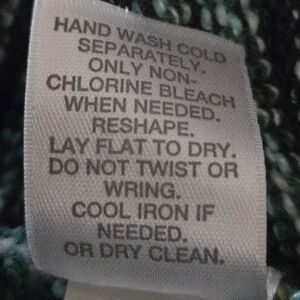 HAND WASH COLD
SEPARATELY.
ONLY NON-
CHLORINE BLEACH
WHEN NEEDED.
RESHAPE.
LAY FLAT TO DRY.
DO NOT TWIST OR
WRING.
COOL IRON IF
NEEDED.
OR DRY CLEAN.